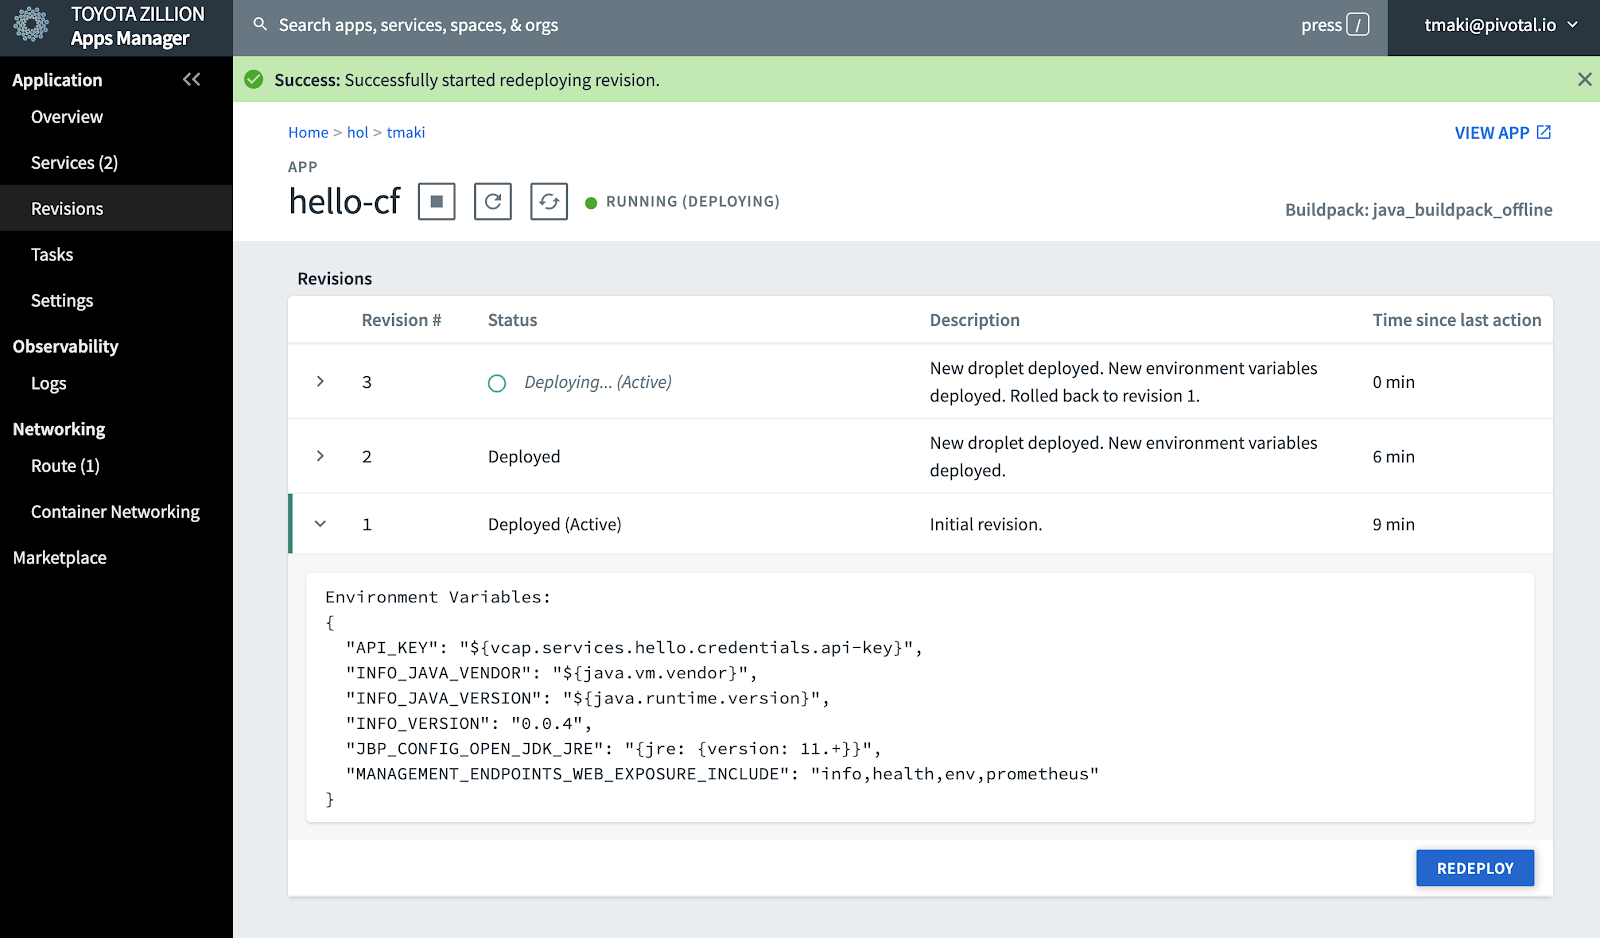 TOYOTA ZILLION
Apps Manager
Search apps, services, spaces, & orgs
press /
tmaki@pivotal.io
Application
Overview
Services (2)
Revisions
Tasks
Settings
Observability
Logs
Networking
Route (1)
Container Networking
Marketplace
Success: Successfully started redeploying revision.
Home > hol > tmaki
VIEW APP
APP
hello-cf
RUNNING (DEPLOYING)
Buildpack: java_buildpack_offline
Revisions
Revision # Status Description Time since last action
3 Deploying... (Active) New droplet deployed. New environment variables
deployed. Rolled back to revision 1. 0 min
2 Deployed New droplet deployed. New environment variables
deployed. 6 min
1 Deployed (Active) Initial revision. 9 min
Environment Variables:
{
"API_KEY": "${vcap.services.hello.credentials.api-key}",
"INFO_JAVA_VENDOR": "${java.vm.vendor}",
"INFO_JAVA_VERSION": "${java.runtime.version}",
"INFO_VERSION": "0.0.4",
"JBP_CONFIG_OPEN_JDK_JRE": "{jre: {version: 11.+}}",
"MANAGEMENT_ENDPOINTS_WEB_EXPOSURE_INCLUDE": "info,health,env,prometheus"
}
REDEPLOY